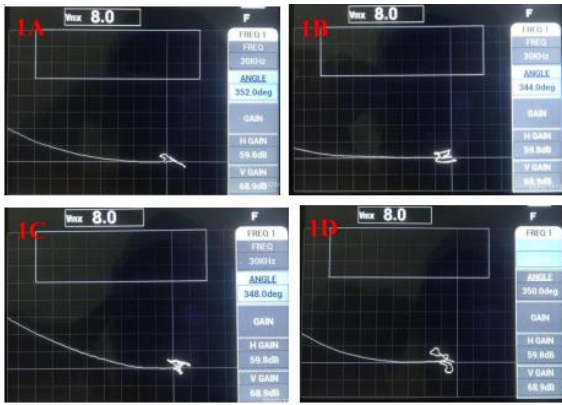 1A
Vmx 8.0
F
FREQ 1
FREQ
30KHz
ANGLE
352.0deg
GAIN
H GAIN
59.8dB
V GAIN
68.9dB
1B
Vmx 8.0
F
FREQ 1
FREQ
30KHz
ANGLE
344.0deg
GAIN
H GAIN
59.8dB
V GAIN
68.9dB
1C
Vmx 8.0
F
FREQ 1
FREQ
30KHz
ANGLE
348.0deg
GAIN
H GAIN
59.8dB
V GAIN
68.9dB
1D
Vmx 8.0
F
FREQ 1
ANGLE
350.0deg
GAIN
H GAIN
59.8dB
V GAIN
68.9dB